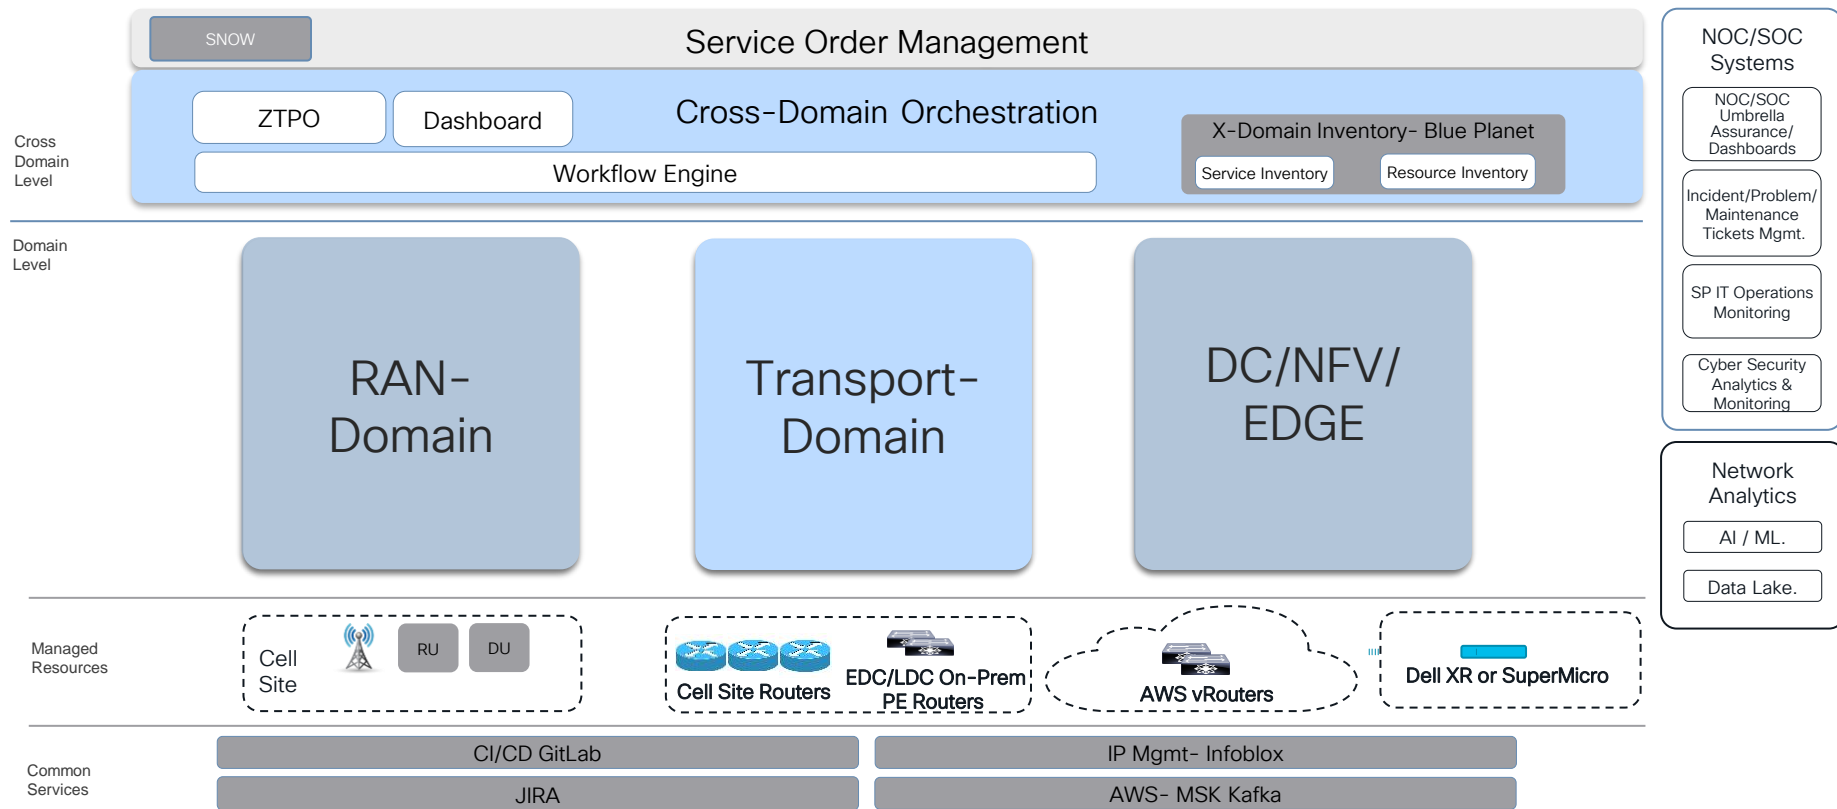 SNOW
Service Order Management
Cross
Domain
Level
ZTPO
Dashboard
Cross-Domain Orchestration
Workflow Engine
X-Domain Inventory- Blue Planet
Service Inventory
Resource Inventory
Domain
Level
RAN-
Domain
Transport-
Domain
DC/NFV/
EDGE
Managed
Resources
Cell
Site
RU
DU
Cell Site Routers
EDC/LDC On-Prem
PE Routers
AWS vRouters
Dell XR or SuperMicro
Common
Services
CI/CD GitLab
IP Mgmt- Infoblox
JIRA
AWS- MSK Kafka
NOC/SOC
Systems
NOC/SOC
Umbrella
Assurance/
Dashboards
Incident/Problem/
Maintenance
Tickets Mgmt.
SP IT Operations
Monitoring
Cyber Security
Analytics &
Monitoring
Network
Analytics
AI / ML.
Data Lake.